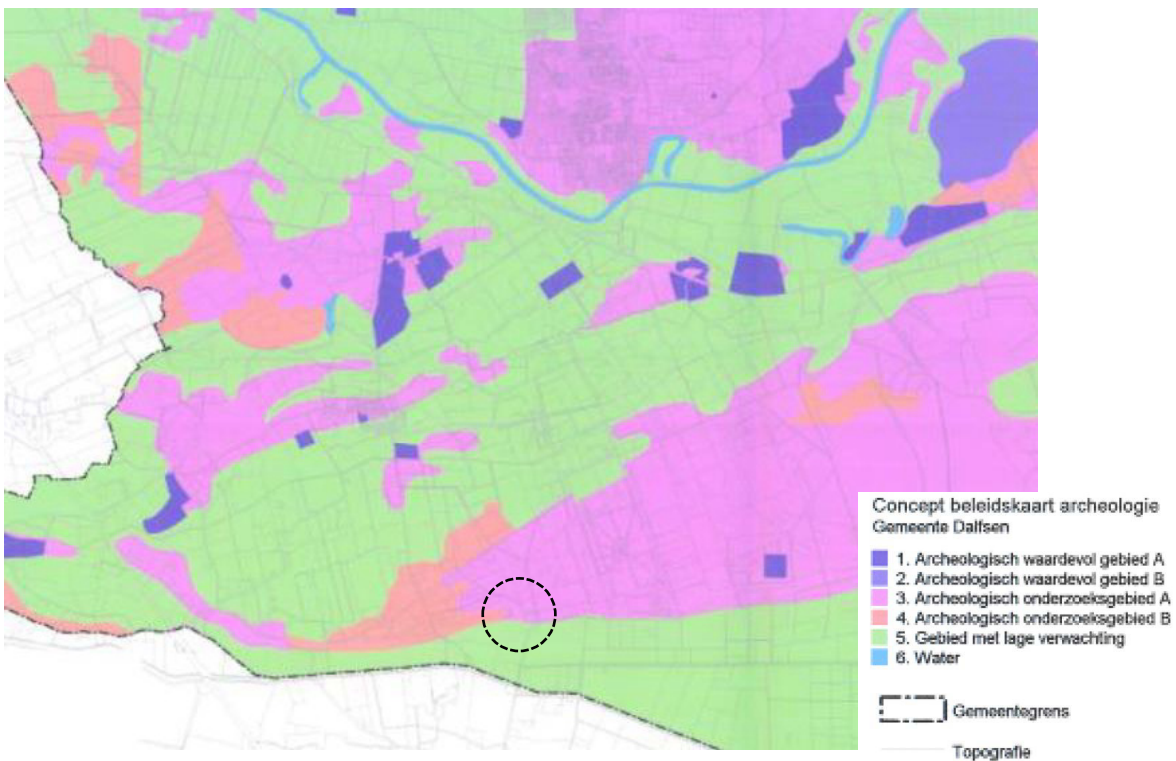 Concept beleidskaart archeologie
Gemeente Dalfsen
1. Archeologisch waardevol gebied A
2. Archeologisch waardevol gebied B
3. Archeologisch onderzoeksgebied A
4. Archeologisch onderzoeksgebied B
5. Gebied met lage verwachting
6. Water
Gemeentegrens
Topografie